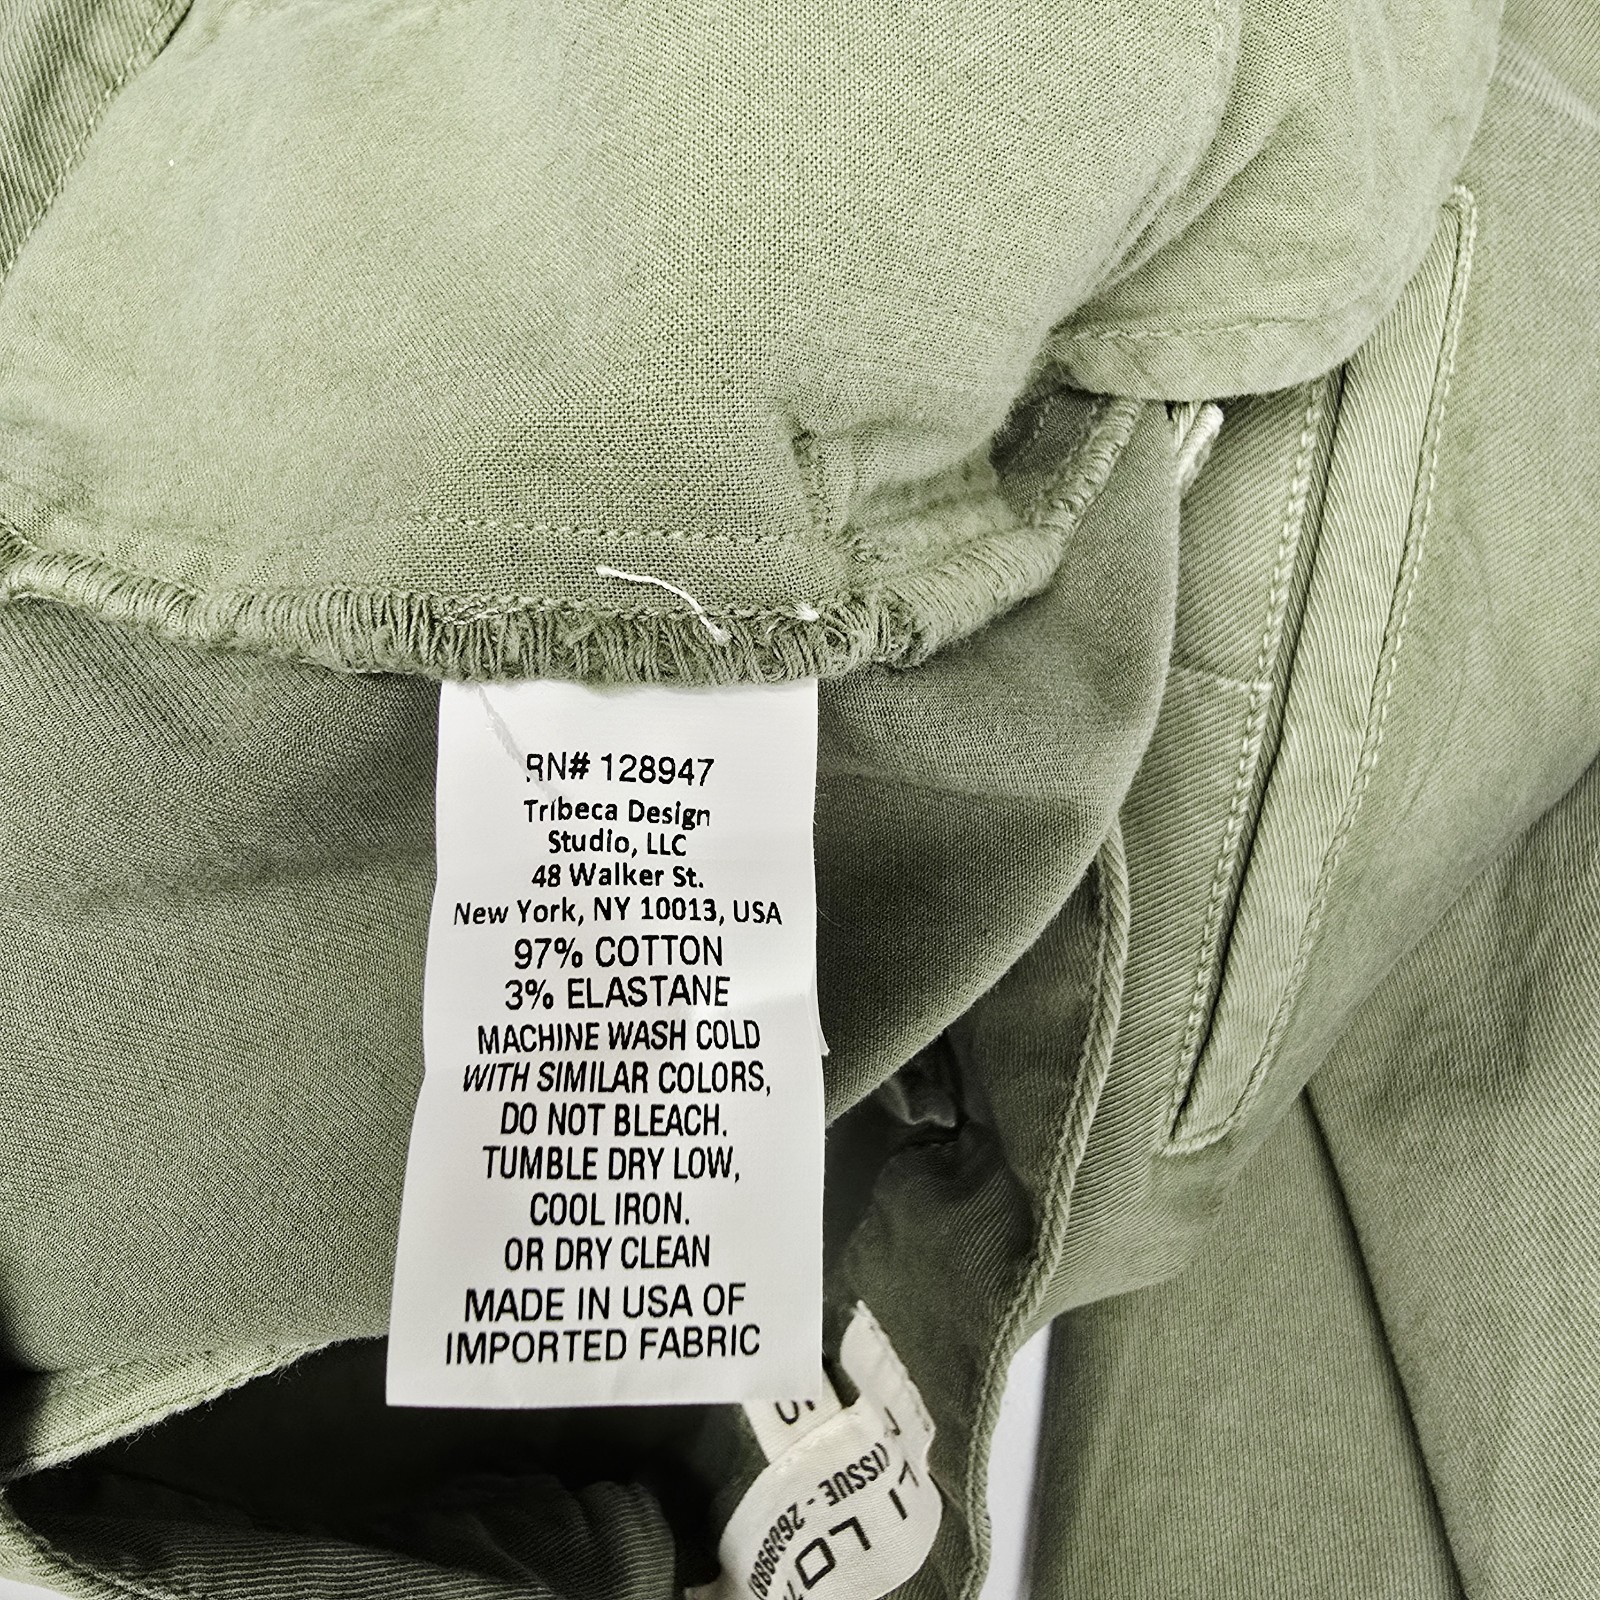 RN# 128947
Tribeca Design
Studio, LLC
48 Walker St.
New York, NY 10013, USA
97% COTTON
3% ELASTANE
MACHINE WASH COLD
WITH SIMILAR COLORS,
DO NOT BLEACH.
TUMBLE DRY LOW,
COOL IRON.
OR DRY CLEAN
MADE IN USA OF
IMPORTED FABRIC
(ISSUE -